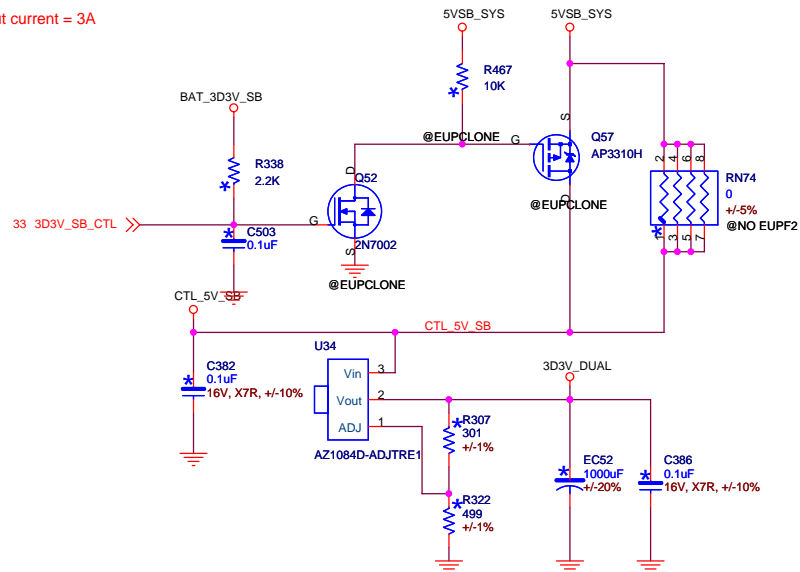 5VSB_SYS
5VSB_SYS
ut current = 3A
R467
10K
BAT_3D3V_SB
@EUPCLONE
G
S
Q57
AP3310H
D
@EUPCLONE
2
4
6
8
RN74
0
+/-5%
@NO EUPF2
1
3
5
7
R338
2.2K
D
Q52
G
2N7002
S
@EUPCLONE
33 3D3V_SB_CTL
C503
0.1uF
CTL_5V_SB
CTL_5V_SB
U34
C382
0.1uF
16V, X7R, +/-10%
Vin
3
Vout
2
ADJ
1
AZ1084D-ADJTRE1
3D3V_DUAL
R307
301
+/-1%
R322
499
+/-1%
EC52
1000uF
+/-20%
C386
0.1uF
16V, X7R, +/-10%